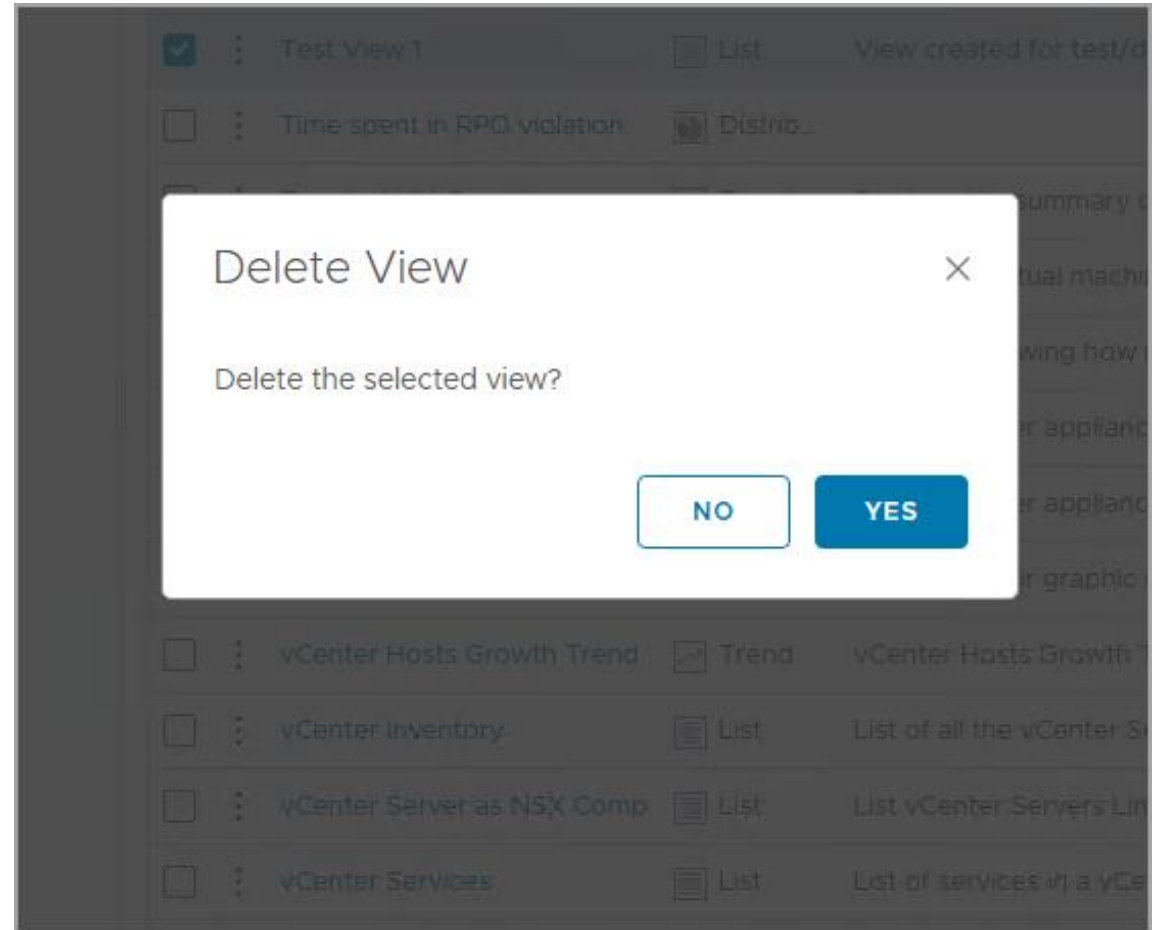 Test View 1 List View created for test/d
Time spent in RPO violation Distrib...
summary
Delete View
tual machi
wing how
Delete the selected view?
r applianc
NO YES
r applianc
r graphic
vCenter Hosts Growth Trend Trend vCenter Hosts Growth T
vCenter Inventory List List of all the vCenter S
vCenter Server as NSX Comp List List vCenter Servers Lin
vCenter Services List List of services in a vCe